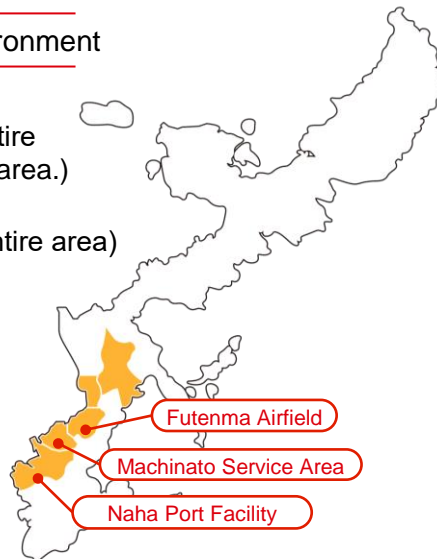 ronment
tire
area.)
ntire area)
Futenma Airfield
Machinato Service Area
Naha Port Facility